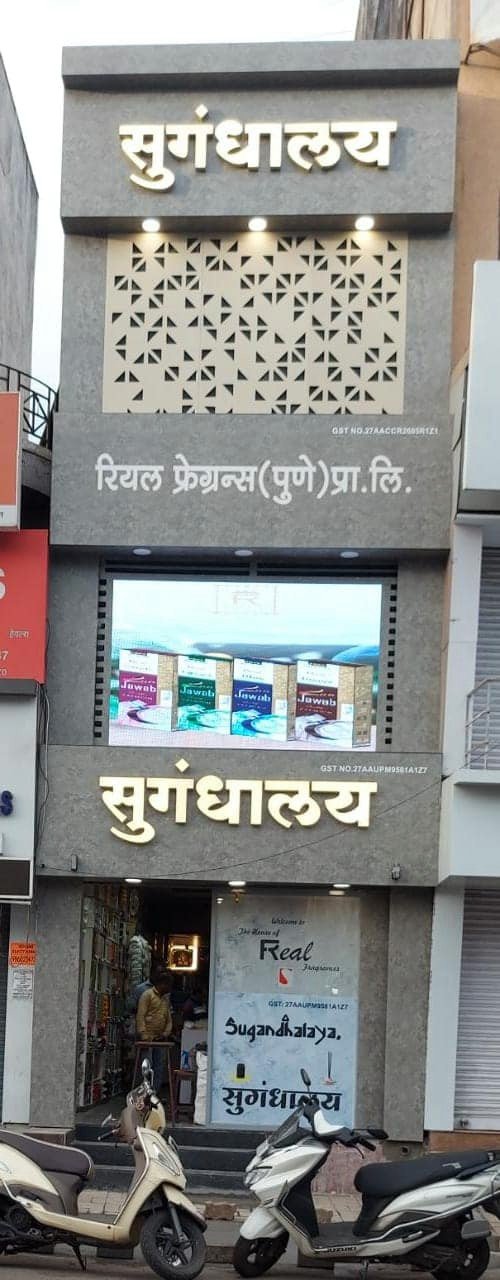 सुगंधालय
GST NO.27AACCR2695R1Z1
रियल फ्रेगरन्स(पुणे)प्रा.लि.
Jawab
Jawab
Jawab
Jawab
GST NO.27AAUPM9581A1Z7
सुगंधालय
Welcome to
The House of
Real
Fragrances
GST: 27AAUPM9581A1Z7
Sugandhalaya.
सुगंधालय
SUZUKI